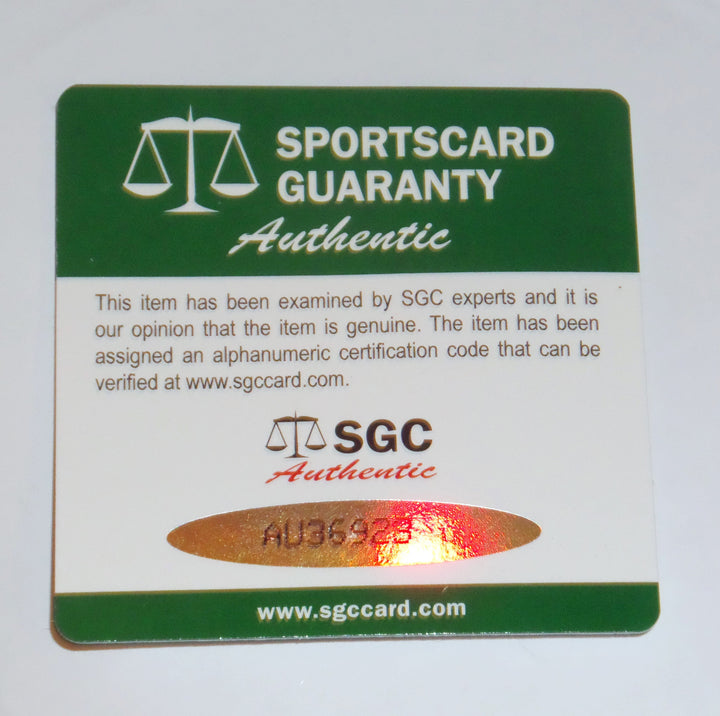 SPORTSCARD
GUARANTY
Authentic
This item has been examined by SGC experts and it is
our opinion that the item is genuine. The item has been
assigned an alphanumeric certification code that can be
verified at www.sgccard.com.
SGC
Authentic
AU36923
www.sgccard.com